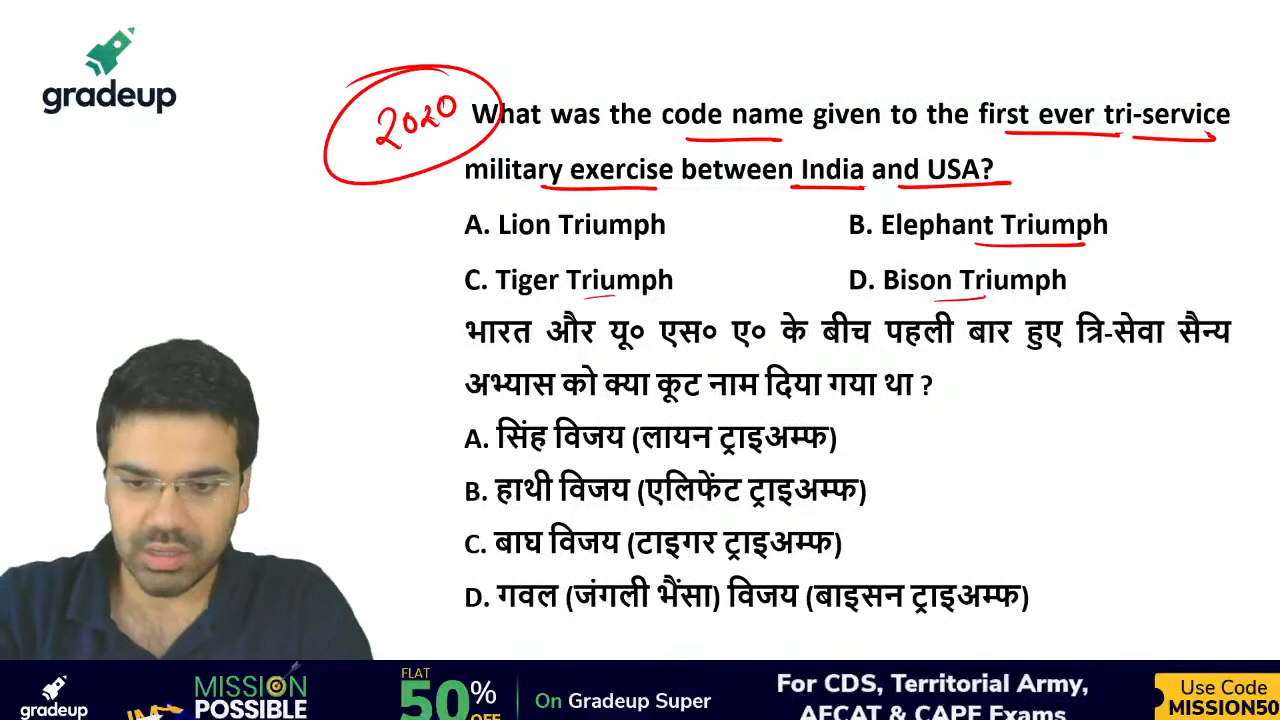 gradeup
2020
What was the code name given to the first ever tri-service
military exercise between India and USA?
A. Lion Triumph B. Elephant Triumph
C. Tiger Triumph D. Bison Triumph
भारत और यू० एस० ए० के बीच पहली बार हुए त्रि-सेवा सैन्य
अभ्यास को क्या कूट नाम दिया गया था ?
A. सिंह विजय (लायन ट्राइअम्फ)
B. हाथी विजय (एलिफेंट ट्राइअम्फ)
C. बाघ विजय (टाइगर ट्राइअम्फ)
D. गवल (जंगली भैंसा) विजय (बाइसन ट्राइअम्फ)
gradeup
MISSION
POSSIBLE
FLAT
50% OFF
On Gradeup Super
For CDS, Territorial Army,
AFCAT & CAPF Exams
Use Code
MISSION50